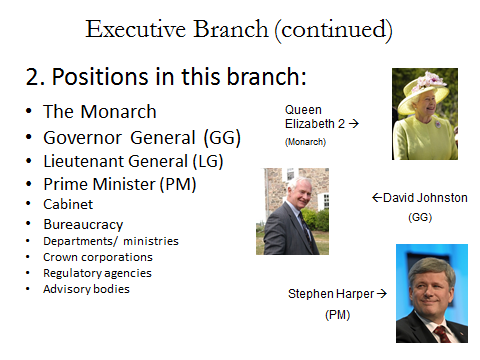 Executive Branch (continued)
2. Positions in this branch:
• The Monarch
• Governor General (GG)
• Lieutenant General (LG)
• Prime Minister (PM)
• Cabinet
• Bureaucracy
• Departments/ ministries
• Crown corporations
• Regulatory agencies
• Advisory bodies
Queen
Elizabeth 2 →
(Monarch)
←David Johnston
(GG)
Stephen Harper →
(PM)